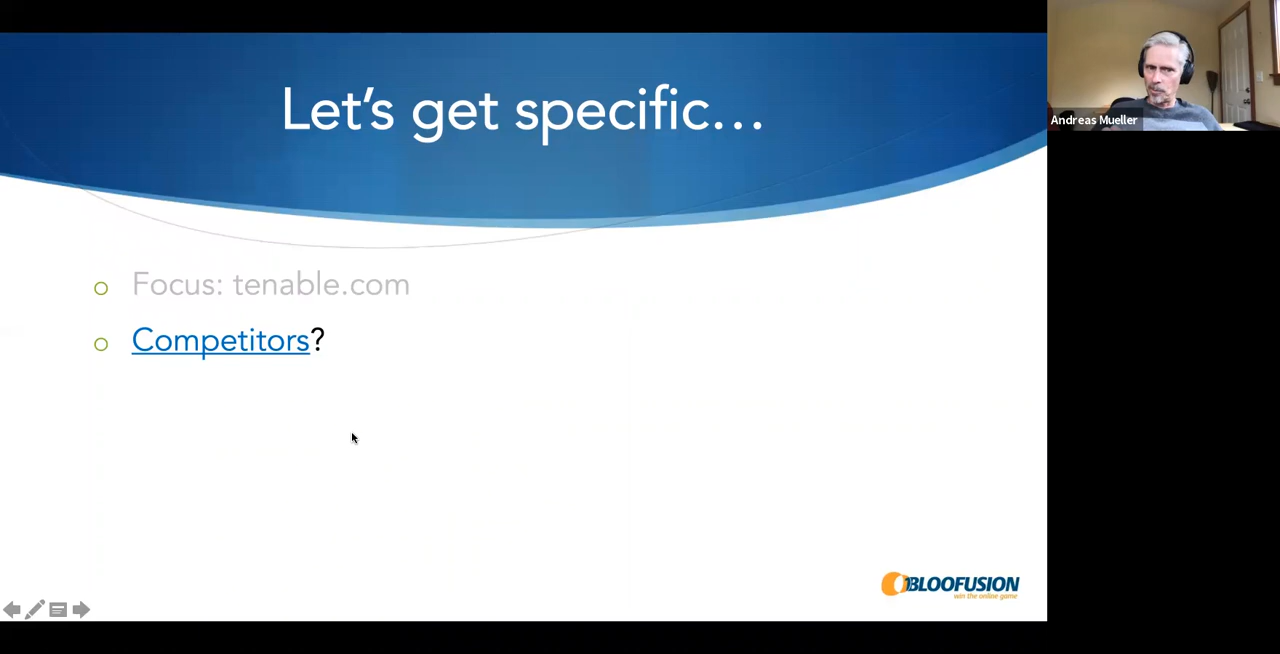 Let's get specific...
Andreas Mueller
Focus: tenable.com
Competitors?
BLOOFUSION
win the online game